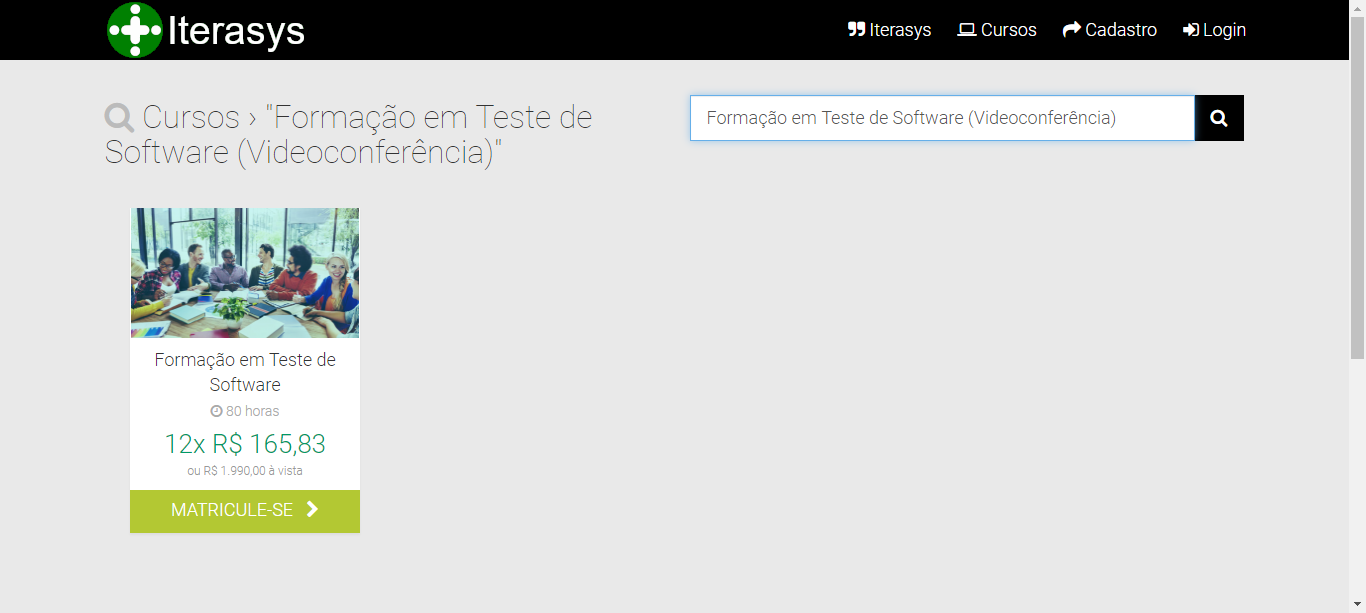 Iterasys
Iterasys Cursos Cadastro Login
Cursos › "Formação em Teste de
Software (Videoconferência)"
Formação em Teste de Software (Videoconferência)
Formação em Teste de
Software
80 horas
12x R$ 165,83
ou R$ 1.990,00 à vista
MATRICULE-SE